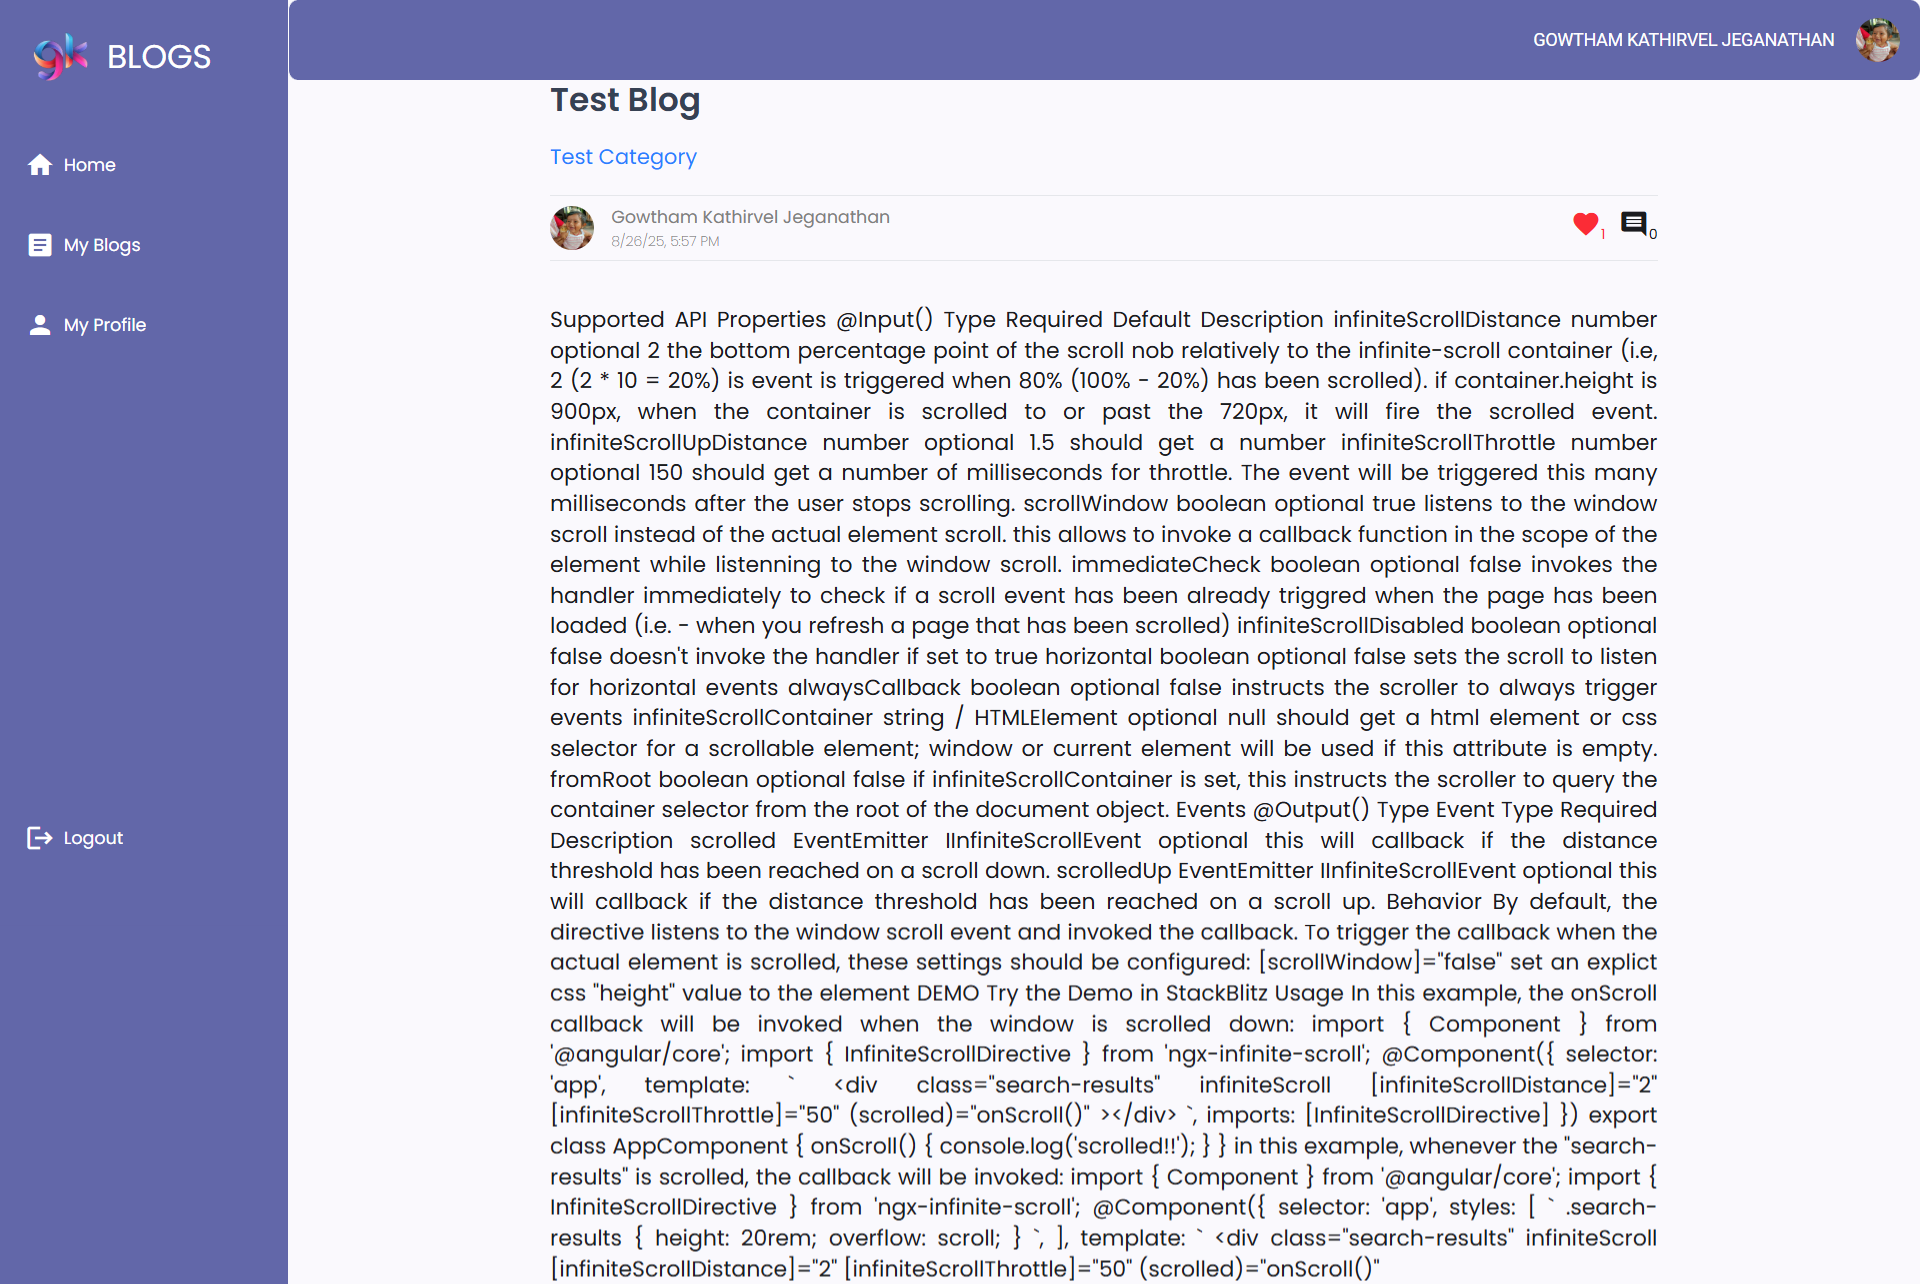 gk BLOGS
GOWTHAM KATHIRVEL JEGANATHAN
Home
My Blogs
My Profile
Logout
Test Blog
Test Category
Gowtham Kathirvel Jeganathan
8/26/25, 5:57 PM
1
0
Supported API Properties @Input() Type Required Default Description infiniteScrollDistance number
optional 2 the bottom percentage point of the scroll nob relatively to the infinite-scroll container (i.e,
2 (2 * 10 = 20%) is event is triggered when 80% (100% - 20%) has been scrolled). if container.height is
900px, when the container is scrolled to or past the 720px, it will fire the scrolled event.
infiniteScrollUpDistance number optional 1.5 should get a number infiniteScrollThrottle number
optional 150 should get a number of milliseconds for throttle. The event will be triggered this many
milliseconds after the user stops scrolling. scrollWindow boolean optional true listens to the window
scroll instead of the actual element scroll. this allows to invoke a callback function in the scope of the
element while listenning to the window scroll. immediateCheck boolean optional false invokes the
handler immediately to check if a scroll event has been already triggred when the page has been
loaded (i.e. - when you refresh a page that has been scrolled) infiniteScrollDisabled boolean optional
false doesn't invoke the handler if set to true horizontal boolean optional false sets the scroll to listen
for horizontal events alwaysCallback boolean optional false instructs the scroller to always trigger
events infiniteScrollContainer string / HTMLElement optional null should get a html element or css
selector for a scrollable element; window or current element will be used if this attribute is empty.
fromRoot boolean optional false if infiniteScrollContainer is set, this instructs the scroller to query the
container selector from the root of the document object. Events @Output() Type Event Type Required
Description scrolled EventEmitter IInfiniteScrollEvent optional this will callback if the distance
threshold has been reached on a scroll down. scrolledUp EventEmitter IInfiniteScrollEvent optional this
will callback if the distance threshold has been reached on a scroll up. Behavior By default, the
directive listens to the window scroll event and invoked the callback. To trigger the callback when the
actual element is scrolled, these settings should be configured: [scrollWindow]="false" set an explict
css "height" value to the element DEMO Try the Demo in StackBlitz Usage In this example, the onScroll
callback will be invoked when the window is scrolled down: import { Component } from
'@angular/core'; import { InfiniteScrollDirective } from 'ngx-infinite-scroll'; @Component({ selector:
'app', template: ` <div class="search-results" infiniteScroll [infiniteScrollDistance]="2"
[infiniteScrollThrottle]="50" (scrolled)="onScroll()" ></div> `, imports: [InfiniteScrollDirective] }) export
class AppComponent { onScroll() { console.log('scrolled!!'); } } in this example, whenever the "search-
results" is scrolled, the callback will be invoked: import { Component } from '@angular/core'; import {
InfiniteScrollDirective } from 'ngx-infinite-scroll'; @Component({ selector: 'app', styles: [ ` .search-
results { height: 20rem; overflow: scroll; } `, ], template: ` <div class="search-results" infiniteScroll
[infiniteScrollDistance]="2" [infiniteScrollThrottle]="50" (scrolled)="onScroll()"